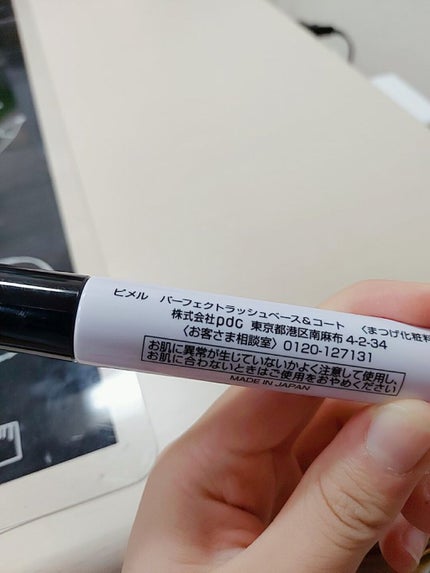 ピメル パーフェクトラッシュベース&コート 〈まつげ化粧料
株式会社pdc 東京都港区南麻布4-2-34
〈お客さま相談室〉0120-127131
お肌に異常が生じていないかよく注意して使用し、
お肌に合わないときはご使用をおやめください
MADE IN JAPAN